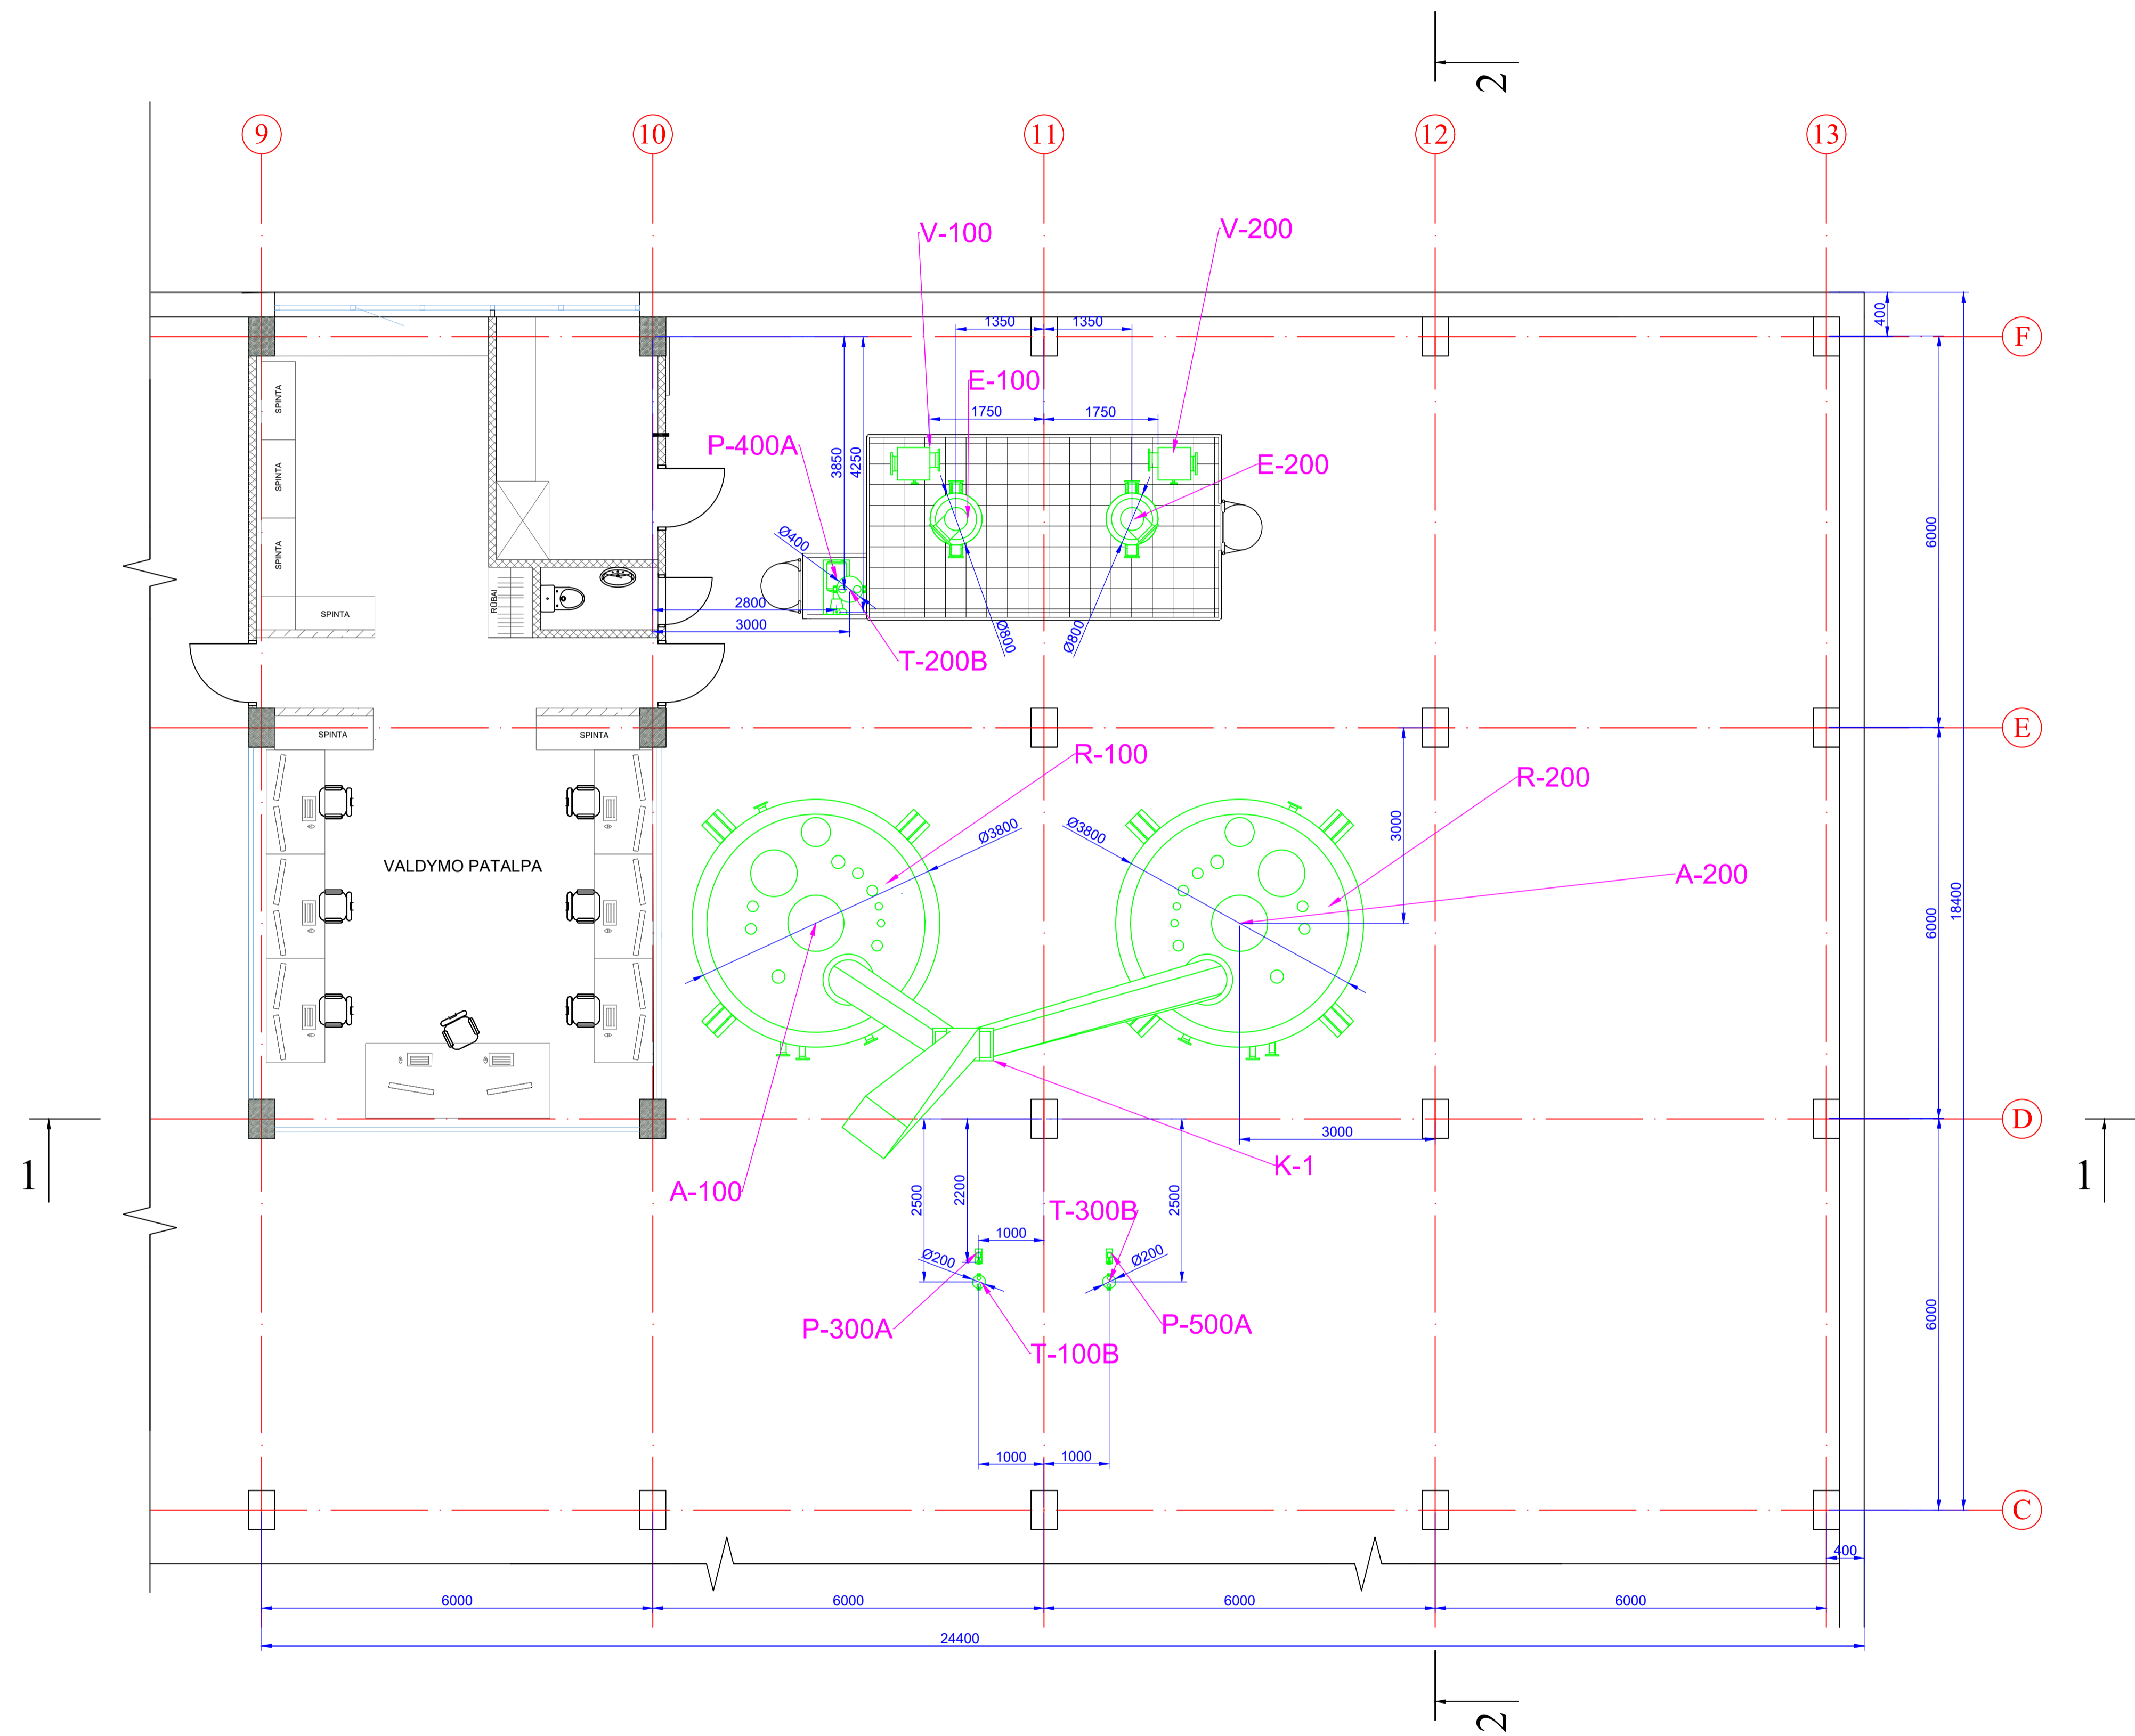 2
9
10
11
12
13
V-100
V-200
400
1350
1350
F
E-100
1750
1750
SPINTA
P-400A
3850
4250
E-200
SPINTA
6000
Ø400
SPINTA
RŪBAI
2800
SPINTA
3000
Ø800
Ø800
T-200B
SPINTA
SPINTA
E
R-100
R-200
Ø3800
Ø3800
3000
VALDYMO PATALPA
A-200
18400
6000
D
3000
1
K-1
1
A-100
2500
2200
2500
T-300B
1000
Ø200
Ø200
P-300A
P-500A
T-100B
6000
1000
1000
C
400
6000
6000
6000
6000
24400
2